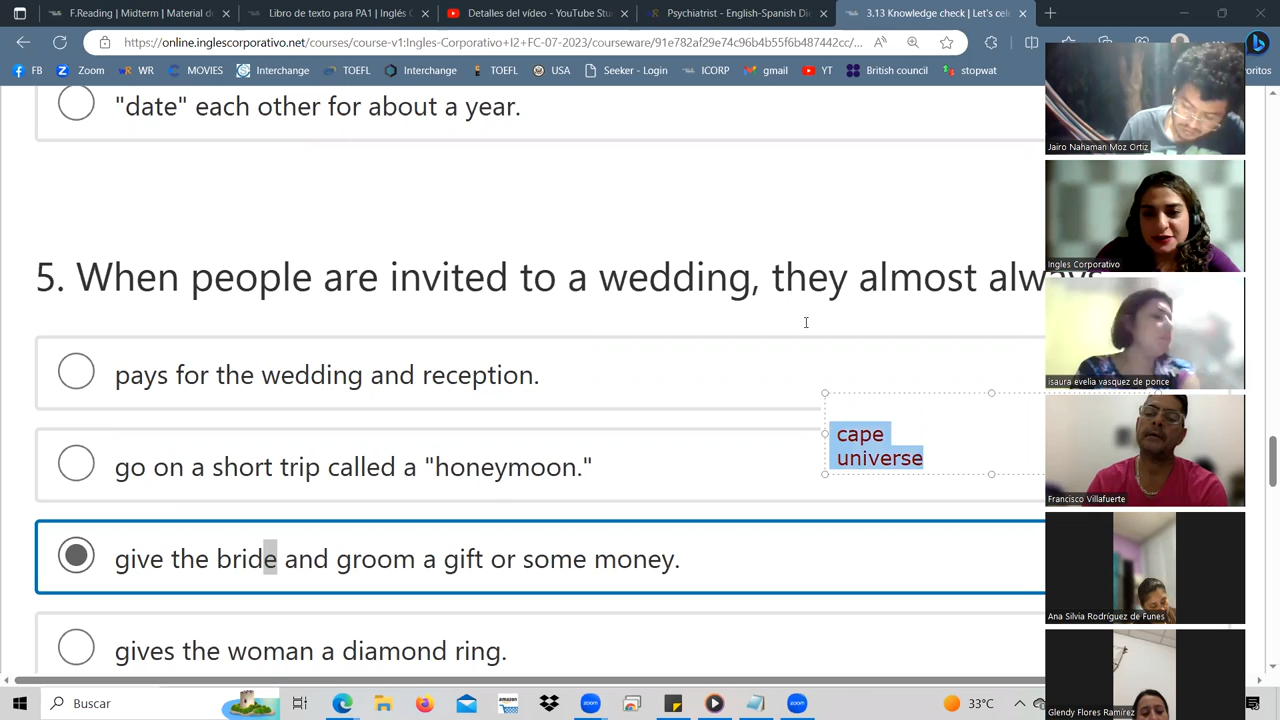 F.Reading | Midterm | Material d
Libro de texto para PA1 | Inglés C
Detalles del vídeo - YouTube Stu
Psychiatrist - English-Spanish Dic
3.13 Knowledge check | Let's cel
https://online.inglescorporativo.net/courses/course-v1:Ingles-Corporativo+I2+FC-07-2023/courseware/91e782af29e74c96b4b55f6b487442cc/...
FB Zoom WR MOVIES Interchange TOEFL Interchange TOEFL USA Seeker - Login ICORP gmail YT British council stopwat
oritos
"date" each other for about a year.
Jairo Nahaman Moz Ortiz
Ingles Corporativo
5. When people are invited to a wedding, they almost always
pays for the wedding and reception.
isaura evelia vasquez de ponce
cape
universe
go on a short trip called a "honeymoon."
Francisco Villafuerte
give the bride and groom a gift or some money.
Ana Silvia Rodríguez de Funes
gives the woman a diamond ring.
Glendy Flores Ramírez
Buscar
33°C